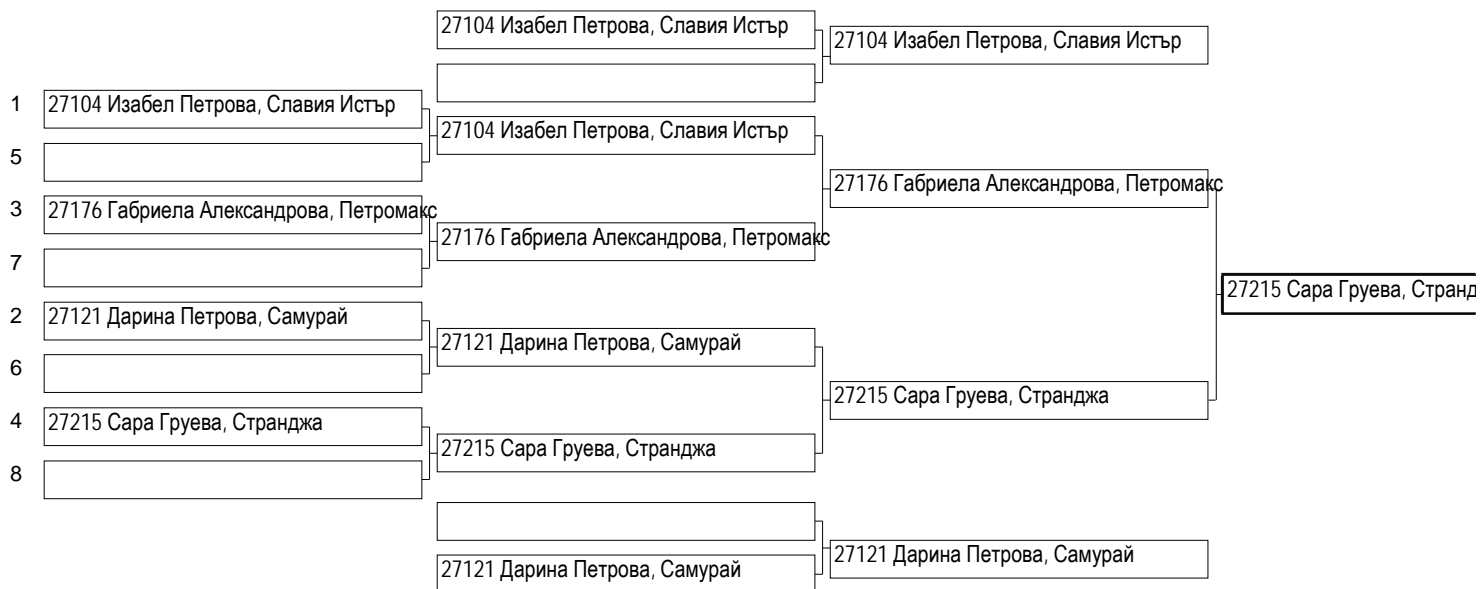 27104 Изабел Петрова, Славия Истър
27104 Изабел Петрова, Славия Истър
1 27104 Изабел Петрова, Славия Истър
27104 Изабел Петрова, Славия Истър
5
27176 Габриела Александрова, Петромакс
3 27176 Габриела Александрова, Петромакс
27176 Габриела Александрова, Петромакс
7
27215 Сара Груева, Странд
2 27121 Дарина Петрова, Самурай
27121 Дарина Петрова, Самурай
6
27215 Сара Груева, Странджа
4 27215 Сара Груева, Странджа
27215 Сара Груева, Странджа
8
27121 Дарина Петрова, Самурай
27121 Дарина Петрова, Самурай